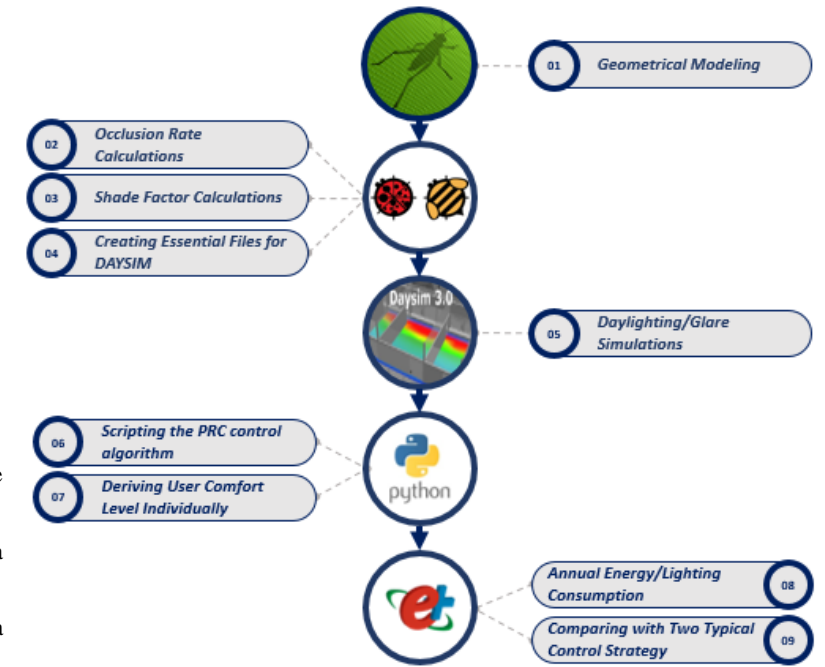 01
Geometrical Modeling
02
Occlusion Rate
Calculations
03
Shade Factor Calculations
04
Creating Essential Files for
DAYSIM
Daysim 3.0
05
Daylighting/Glare
Simulations
06
Scripting the PRC control
algorithm
07
Deriving User Comfort
Level Individually
python
e+
Annual Energy/Lighting
Consumption
08
Comparing with Two Typical
Control Strategy
09